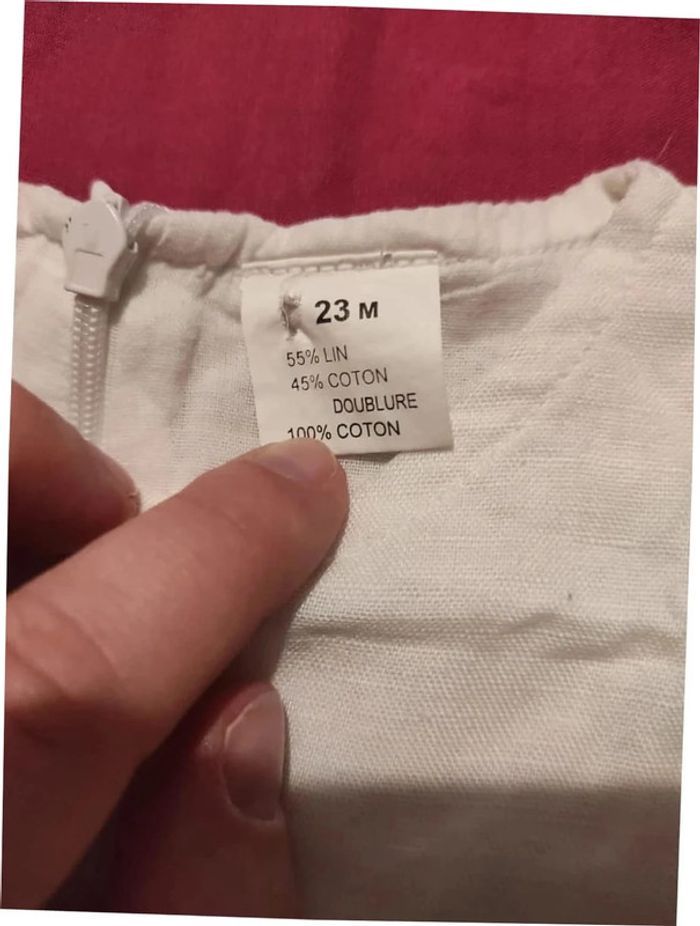 23 M
55% LIN
45% COTON
DOUBLURE
100% COTON